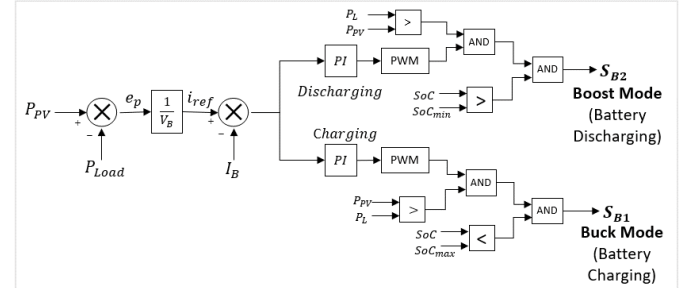 P_L
P_PV
>
AND
PI
PWM
AND
S_B2
Discharging
SoC
SoC_min
>
Boost Mode
(Battery
Discharging)
P_PV
+
−
e_p
1
V_B
i_ref
+
−
P_Load
I_B
Charging
PI
PWM
AND
P_PV
P_L
>
AND
S_B1
SoC
SoC_max
<
Buck Mode
(Battery
Charging)